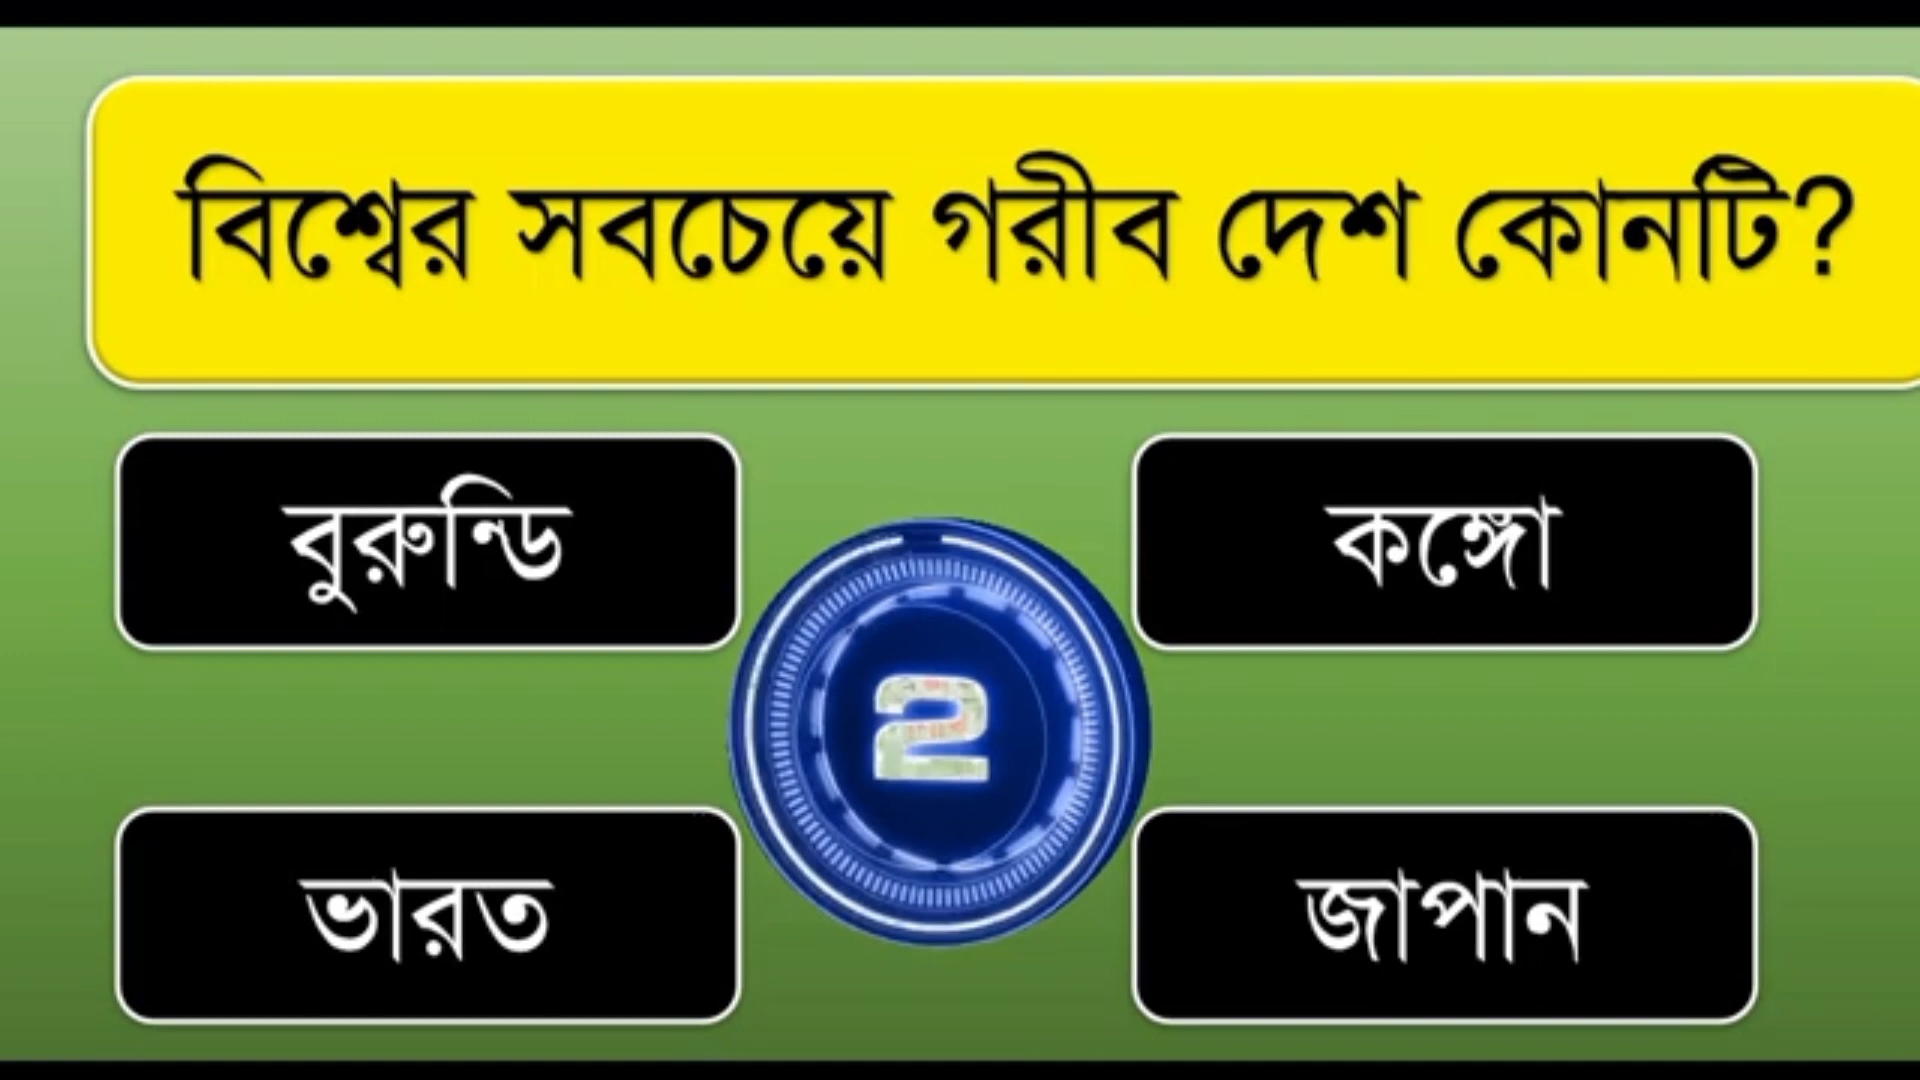 বিশ্বের সবচেয়ে গরীব দেশ কোনটি?
বুরুন্ডি
কঙ্গো
2
ভারত
জাপান